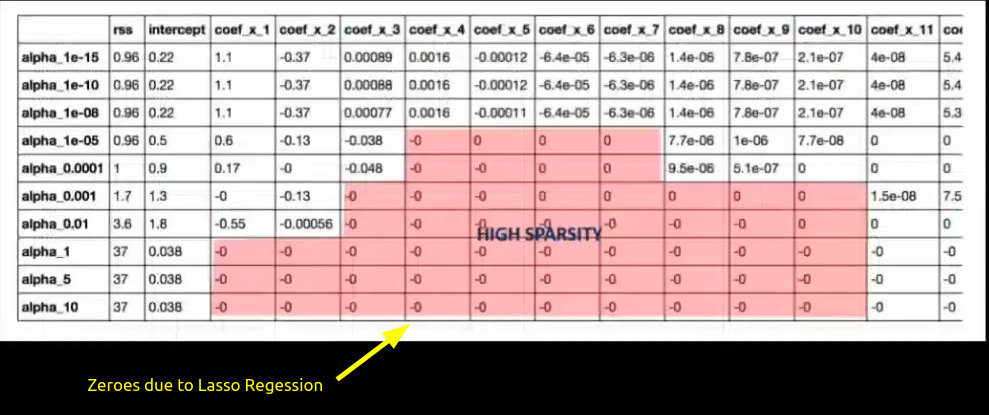 rss intercept coef_x_1 coef_x_2 coef_x_3 coef_x_4 coef_x_5 coef_x_6 coef_x_7 coef_x_8 coef_x_9 coef_x_10 coef_x_11
alpha_1e-15 0.96 0.22 1.1 -0.37 0.00089 0.0016 -0.00012 -6.4e-05 -6.3e-06 1.4e-06 7.8e-07 2.1e-07 4e-08 5.4
alpha_1e-10 0.96 0.22 1.1 -0.37 0.00088 0.0016 -0.00012 -6.4e-05 -6.3e-06 1.4e-06 7.8e-07 2.1e-07 4e-08 5.4
alpha_1e-08 0.96 0.22 1.1 -0.37 0.00077 0.0016 -0.00011 -6.4e-05 -6.3e-06 1.4e-06 7.8e-07 2.1e-07 4e-08 5.3
alpha_1e-05 0.96 0.5 0.6 -0.13 -0.038 -0 0 0 0 7.7e-06 1e-06 7.7e-08 0 0
alpha_0.0001 1 0.9 0.17 -0 -0.048 -0 -0 0 0 9.5e-06 5.1e-07 0 0 0
alpha_0.001 1.7 1.3 -0 -0.13 -0 -0 -0 0 0 0 0 0 1.5e-08 7.5
alpha_0.01 3.6 1.8 -0.55 -0.00056 -0 -0 -0 -0 -0 -0 -0 0 0 0
HIGH SPARSITY
alpha_1 37 0.038 -0 -0 -0 -0 -0 -0 -0 -0 -0 -0 -0 -0
alpha_5 37 0.038 -0 -0 -0 -0 -0 -0 -0 -0 -0 -0 -0 -0
alpha_10 37 0.038 -0 -0 -0 -0 -0 -0 -0 -0 -0 -0 -0 -0
Zeroes due to Lasso Regession